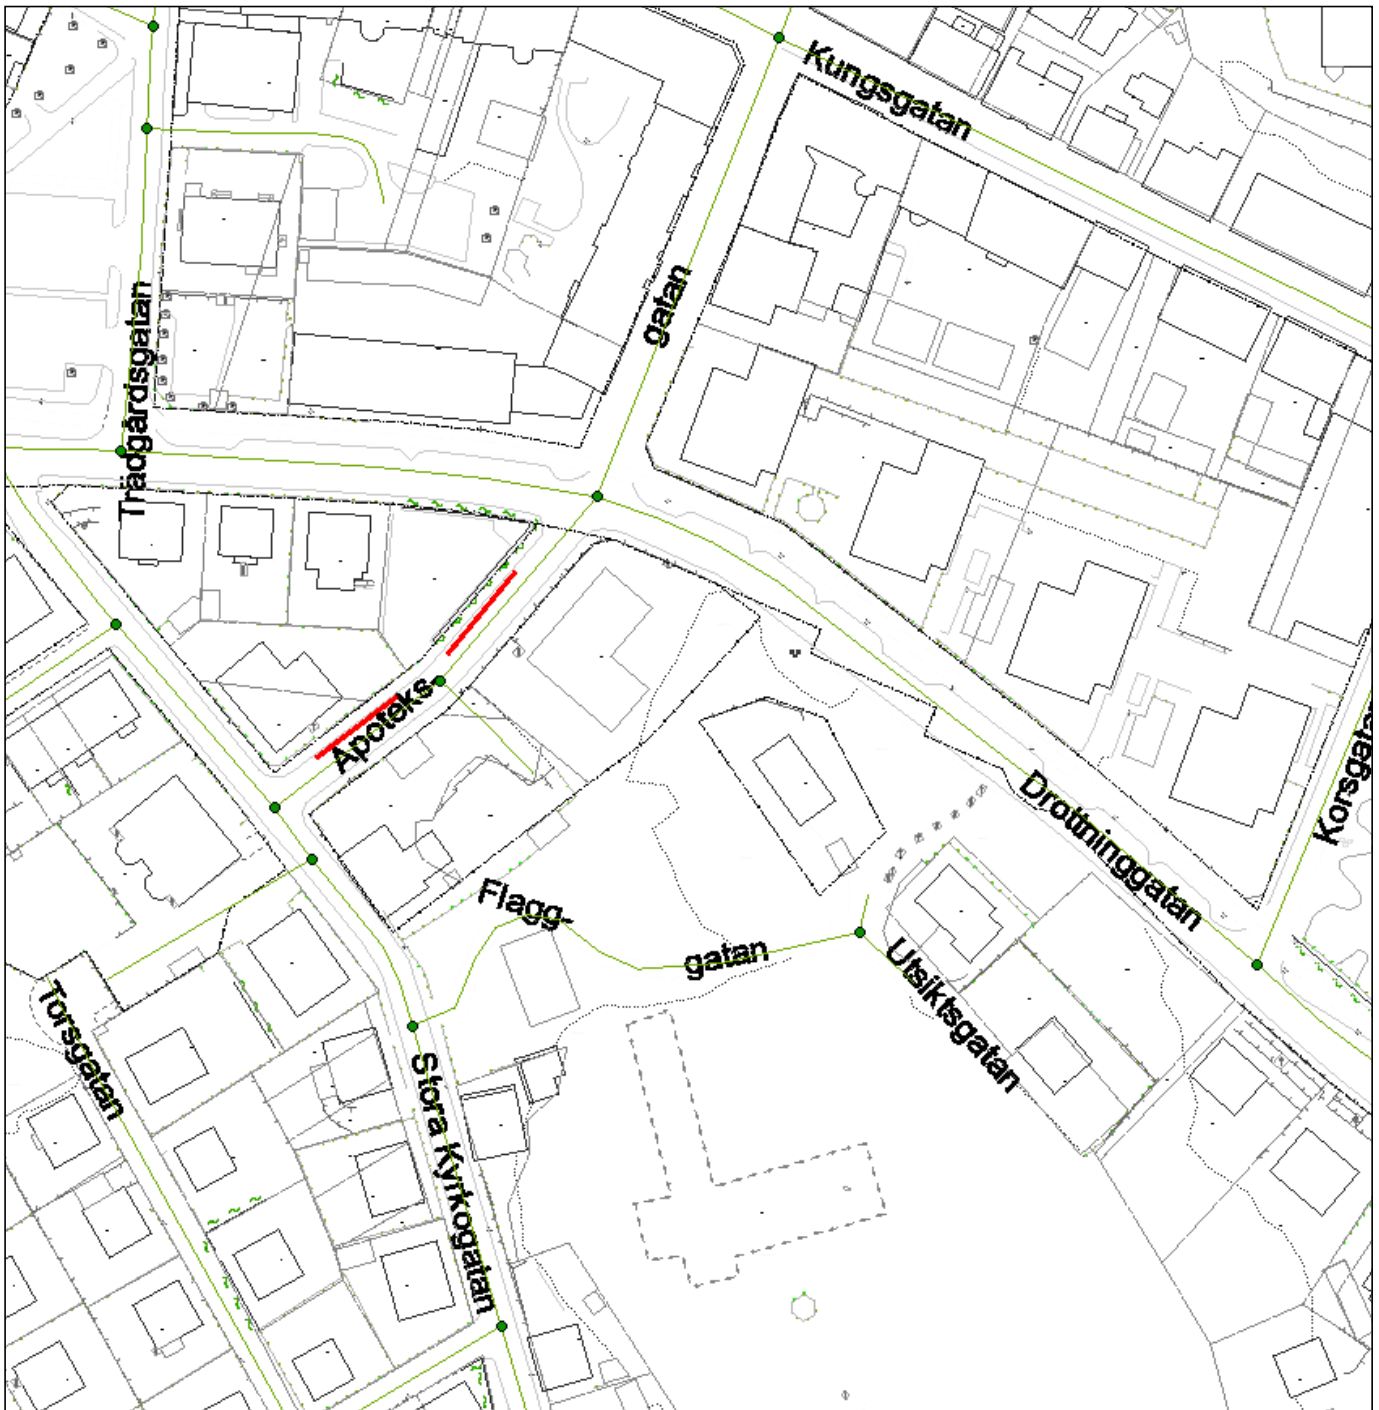 Kungsgatan
gatan
Trädgårdsgatan
Apoteks-
Drottninggatan
Korsgatan
Flagg-
gatan
Utsiktsgatan
Torsgatan
Stora Kyrkogatan